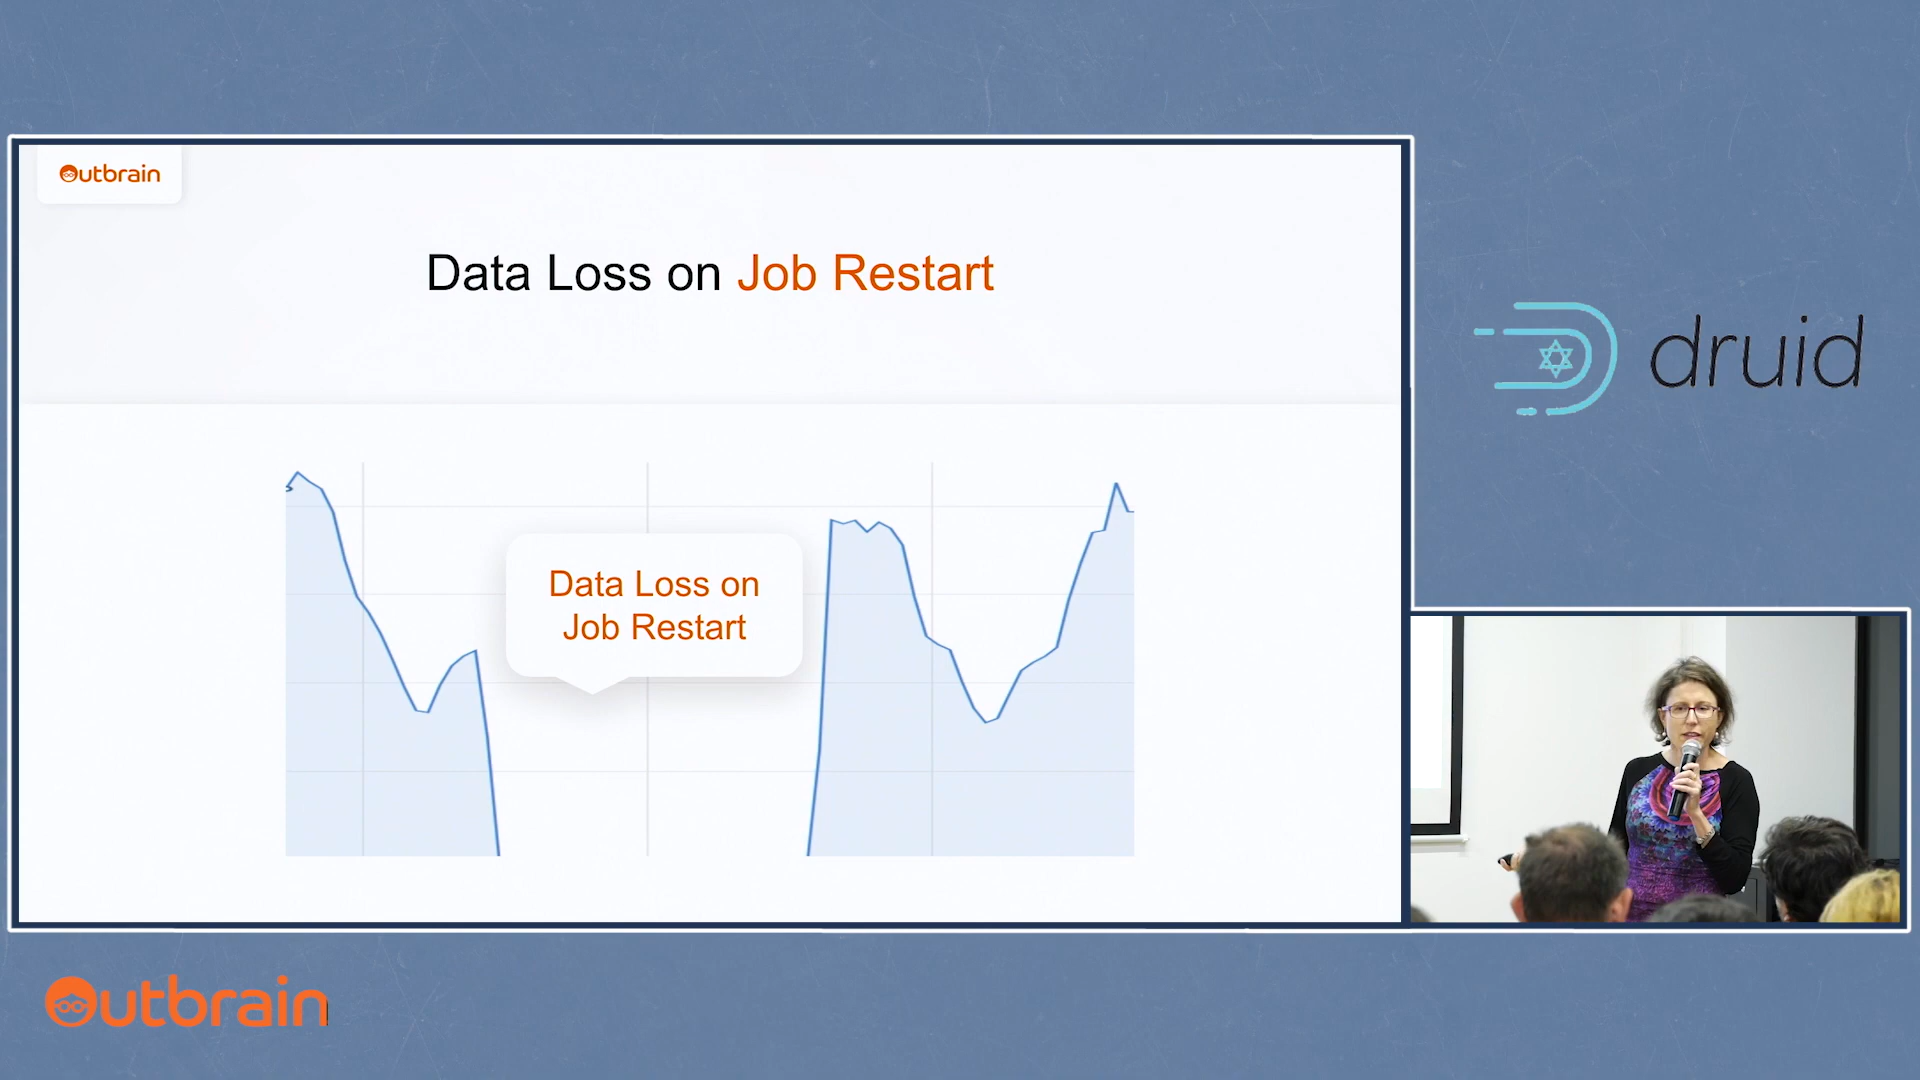 Outbrain
Data Loss on Job Restart
Data Loss on
Job Restart
druid
Outbrain